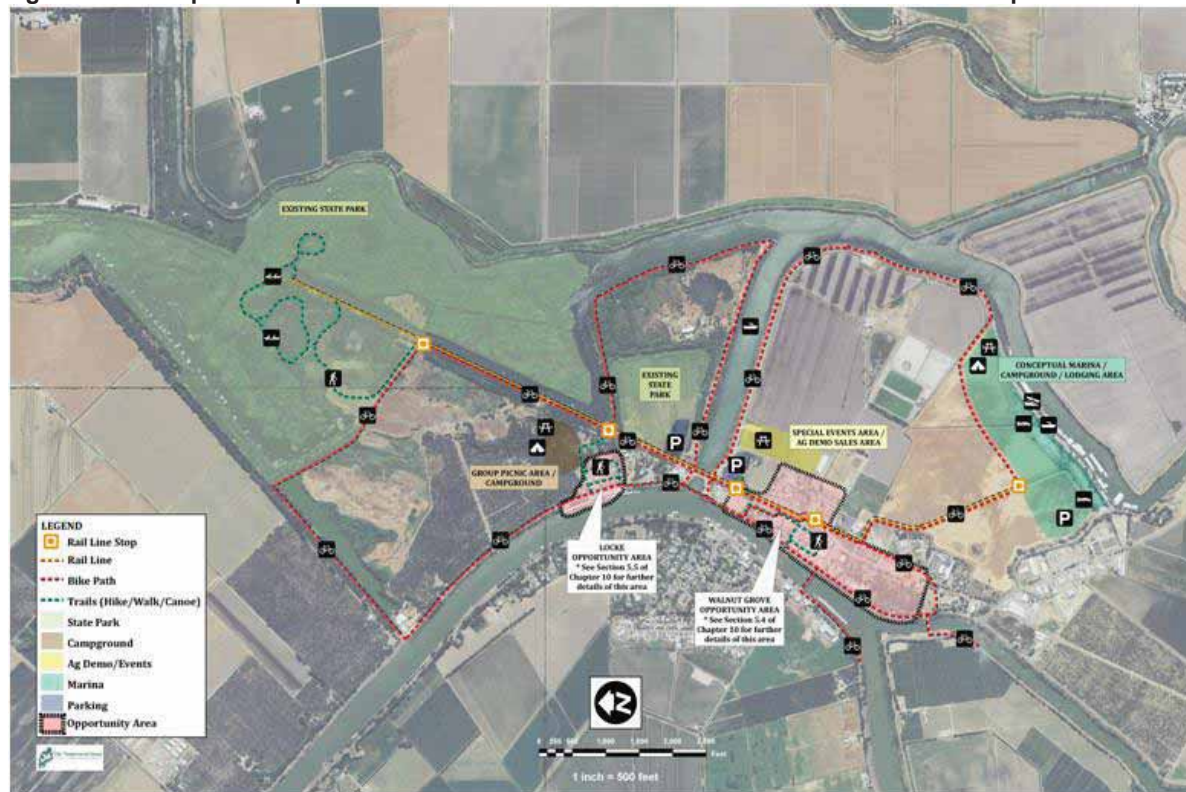 EXISTING STATE PARK
EXISTING
STATE
PARK
CONCEPTUAL MARINA /
CAMPGROUND / LODGING AREA
SPECIAL EVENTS AREA /
AG DEMO SALES AREA
P
P
P
GROUP PICNIC AREA /
CAMPGROUND
LOCKE
OPPORTUNITY AREA
* See Section 5.5 of
Chapter 10 for further
details of this area
WALNUT GROVE
OPPORTUNITY AREA
* See Section 5.4 of
Chapter 10 for further
details of this area
LEGEND
Rail Line Stop
Rail Line
Bike Path
Trails (Hike/Walk/Canoe)
State Park
Campground
Ag Demo/Events
Marina
Parking
Opportunity Area
N
Feet
1 inch = 500 feet